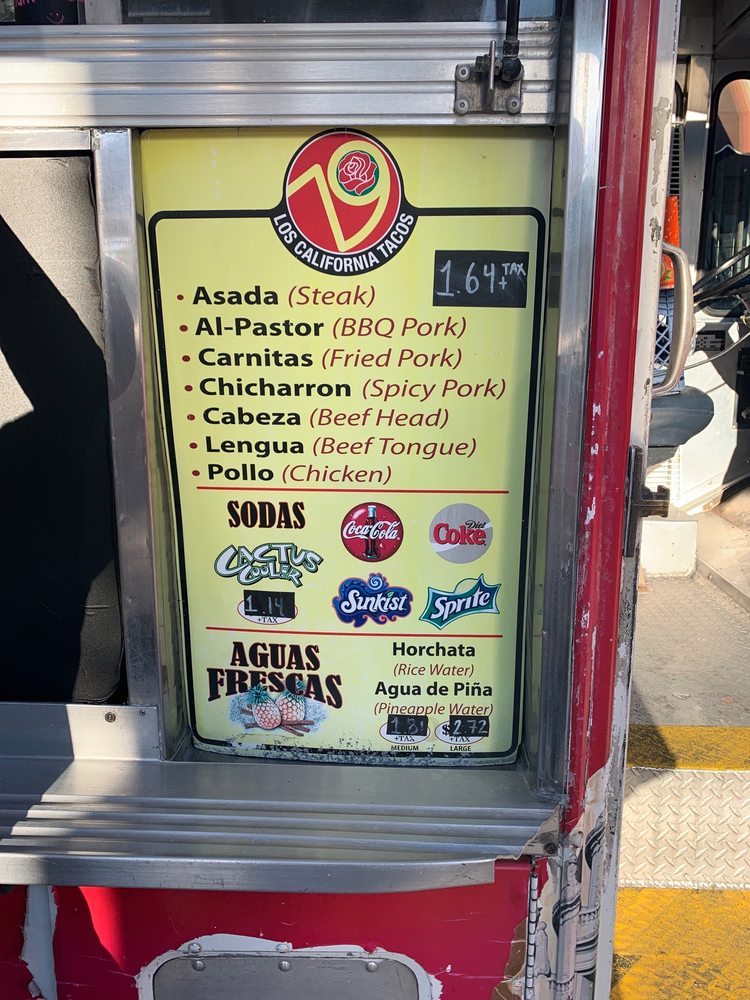 LOS CALIFORNIA TACOS
1.64+ TAX
• Asada (Steak)
• Al-Pastor (BBQ Pork)
• Carnitas (Fried Pork)
• Chicharron (Spicy Pork)
• Cabeza (Beef Head)
• Lengua (Beef Tongue)
• Pollo (Chicken)
SODAS
Coca-Cola
Diet
Coke
CACTUS
COOLER
1.14
+TAX
Sunkist
Sprite
AGUAS
FRESCAS
Horchata
(Rice Water)
Agua de Piña
(Pineapple Water)
1.81
+TAX
MEDIUM
$2.72
+TAX
LARGE